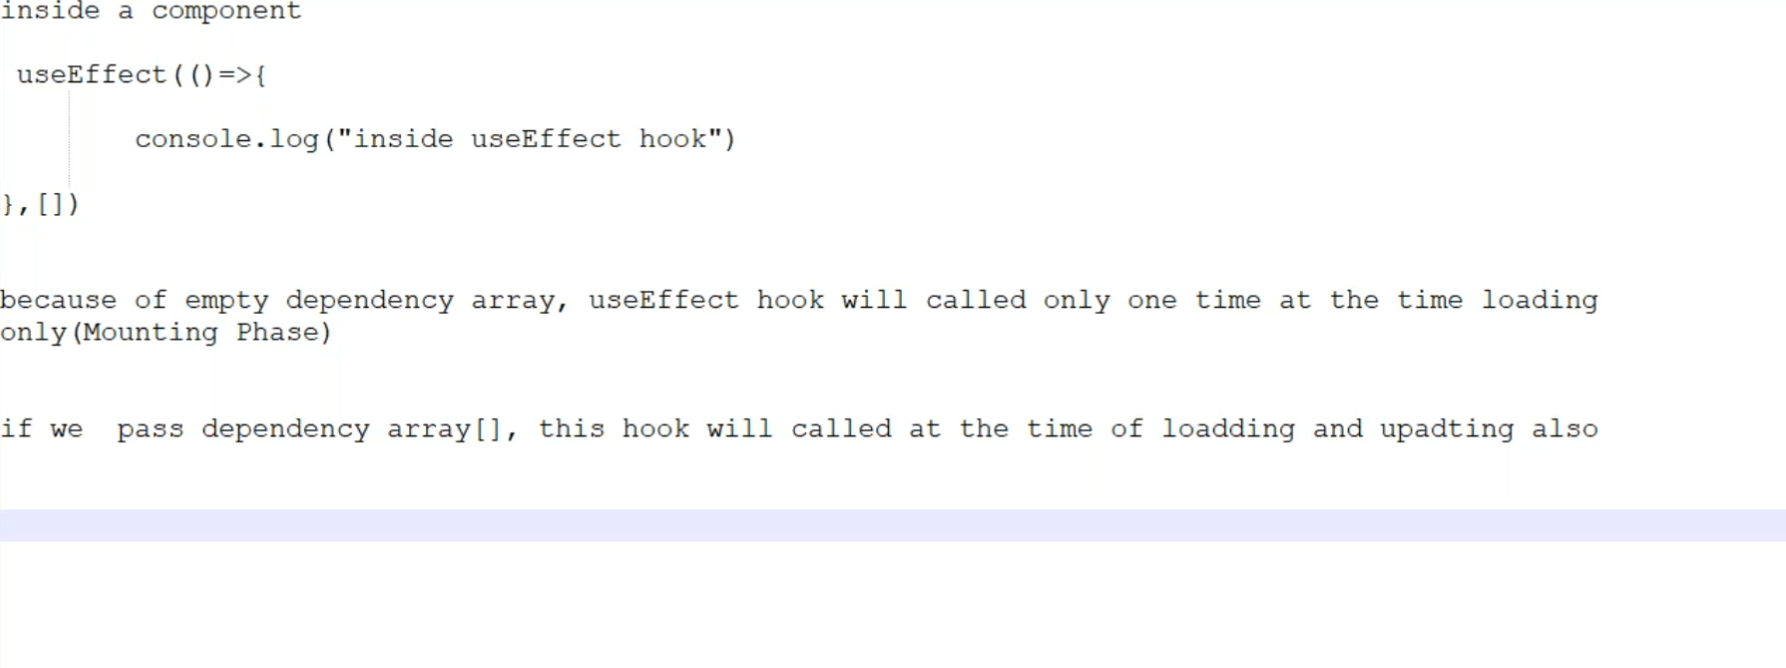 inside a component
useEffect(()=>{
console.log("inside useEffect hook")
},[])
because of empty dependency array, useEffect hook will called only one time at the time loading
only(Mounting Phase)
if we  pass dependency array[], this hook will called at the time of loadding and upadting also